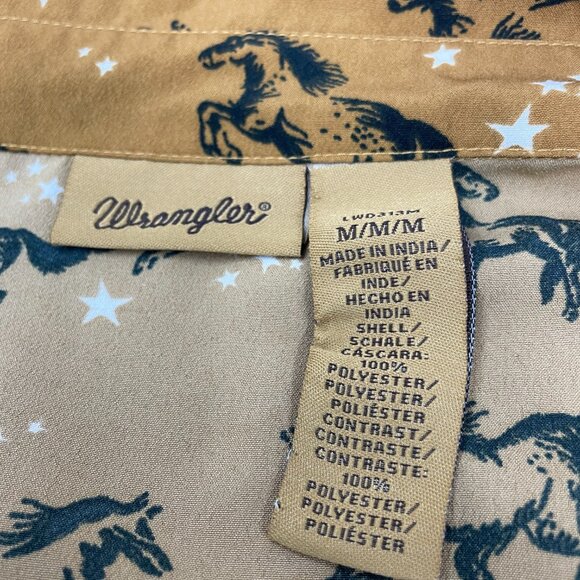 Wrangler®
LWD313M
M/M/M
MADE IN INDIA/
FABRIQUÉ EN
INDE/
HECHO EN
INDIA
SHELL/
SCHALE/
CÁSCARA:
100%
POLYESTER/
POLYESTER/
POLIÉSTER
CONTRAST/
CONTRASTE/
CONTRASTE:
100%
POLYESTER/
POLYESTER/
POLIÉSTER